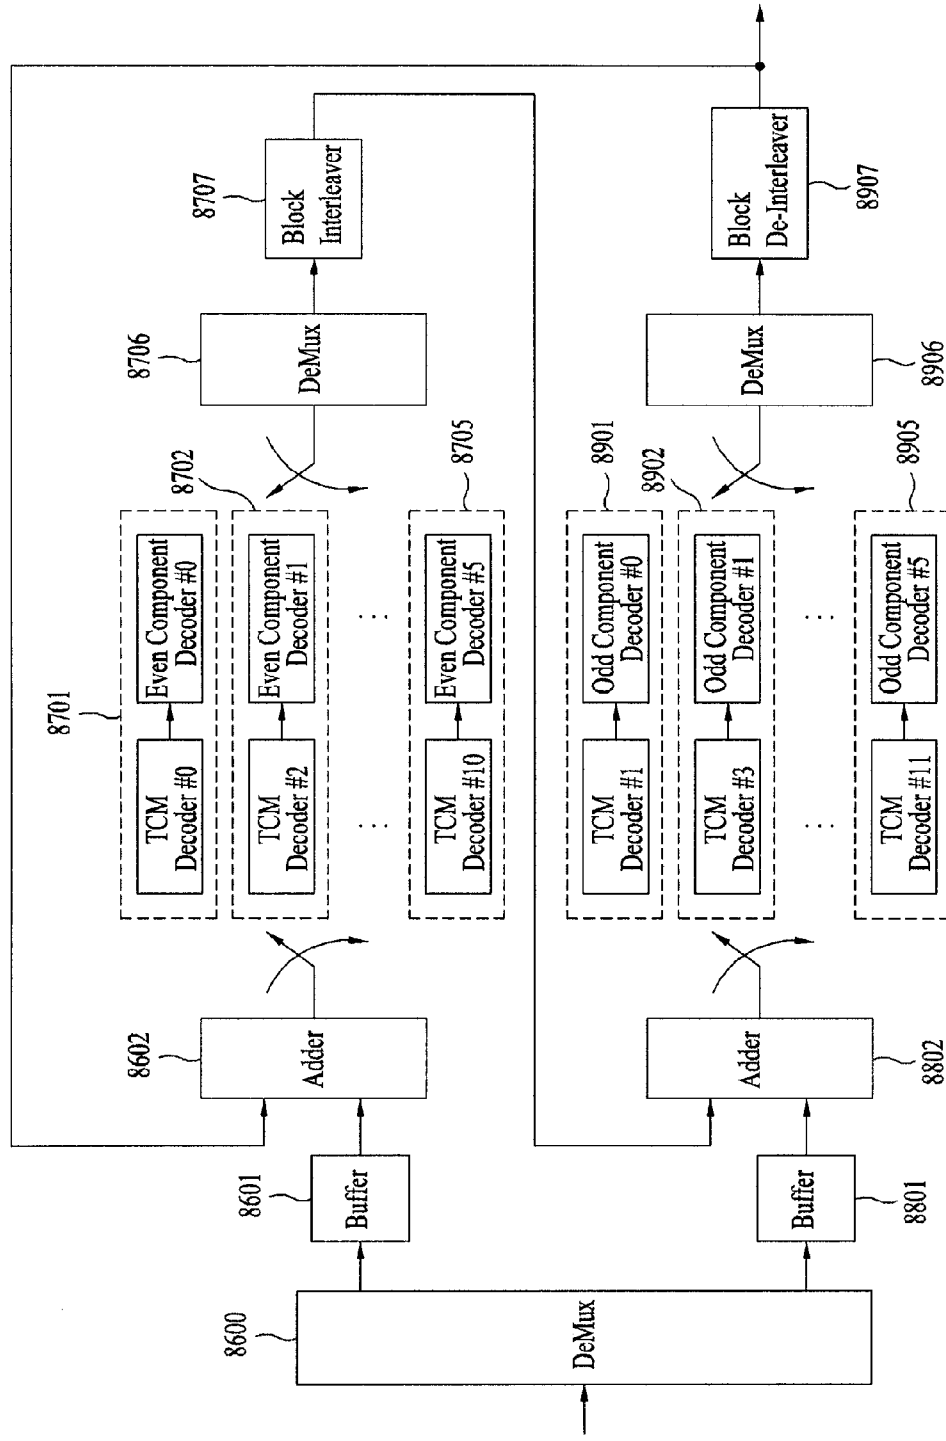 8600
DeMux
8601
Buffer
8602
Adder
8701
TCM
Decoder #0
Even Component
Decoder #0
8702
TCM
Decoder #2
Even Component
Decoder #1
...
...
8705
TCM
Decoder #10
Even Component
Decoder #5
8706
DeMux
8707
Block
Interleaver
8801
Buffer
8802
Adder
8901
TCM
Decoder #1
Odd Component
Decoder #0
8902
TCM
Decoder #3
Odd Component
Decoder #1
...
...
8905
TCM
Decoder #11
Odd Component
Decoder #5
8906
DeMux
8907
Block
De-Interleaver